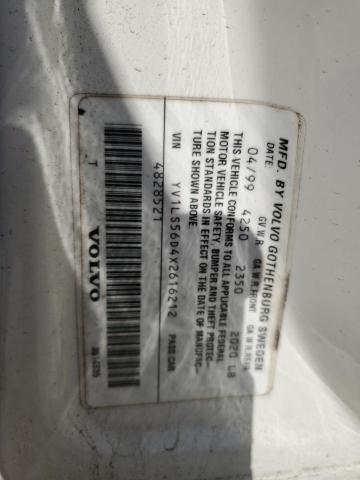 MFD. BY VOLVO GOTHENBURG SWEDEN
DATE G.V.W.R G.A.W.R.FRONT G.A.W.R.REAR
04/99 4250 2350 2020 LB
THIS VEHICLE CONFORMS TO ALL APPLICABLE FEDERAL
MOTOR VEHICLE SAFETY, BUMPER AND THEFT PROTEC-
TION STANDARDS IN EFFECT ON THE DATE OF MANUFAC-
TURE SHOWN ABOVE
VIN YV1LS56D4X2616212 PASS CAR
4828521
T VOLVO